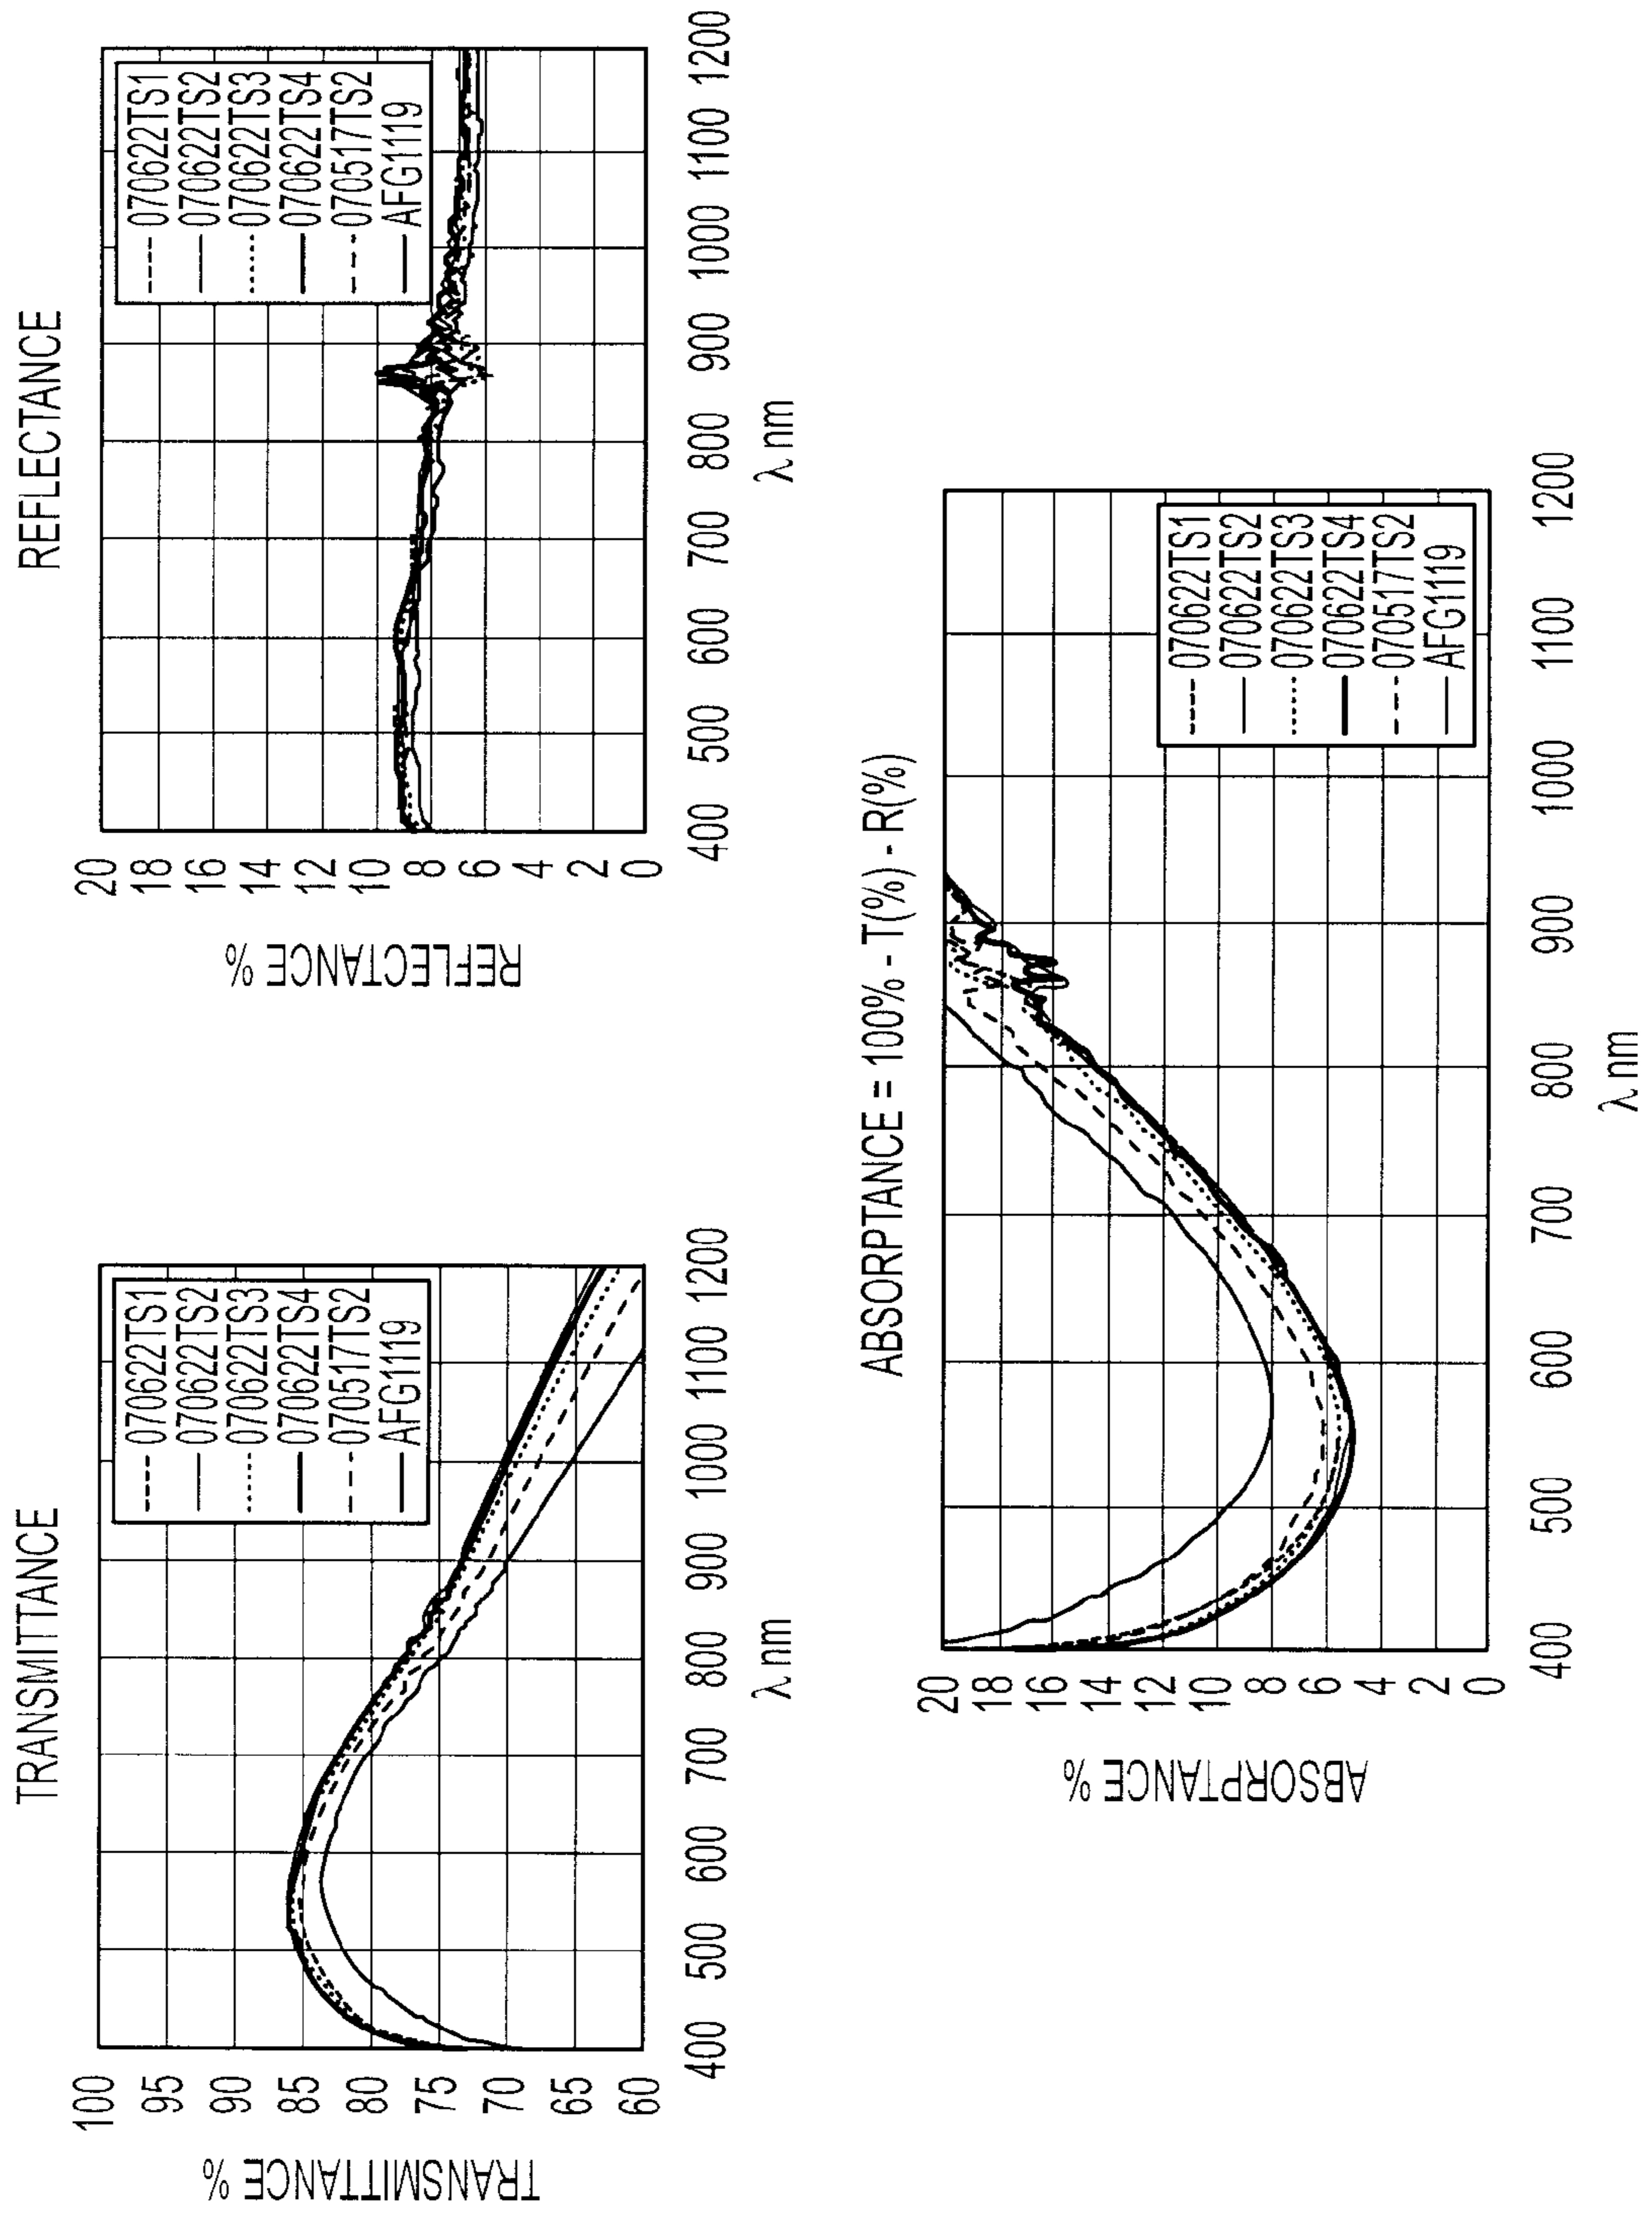 TRANSMITTANCE
TRANSMITTANCE %
100
95
90
85
80
75
70
65
60
070622TS1
070622TS2
070622TS3
070622TS4
070517TS2
AFG1119
400 500 600 700 800 900 1000 1100 1200
λ nm
REFLECTANCE
REFLECTANCE %
20
18
16
14
12
10
8
6
4
2
0
070622TS1
070622TS2
070622TS3
070622TS4
070517TS2
AFG1119
400 500 600 700 800 900 1000 1100 1200
λ nm
ABSORPTANCE = 100% - T(%) - R(%)
ABSORPTANCE %
20
18
16
14
12
10
8
6
4
2
0
070622TS1
070622TS2
070622TS3
070622TS4
070517TS2
AFG1119
400 500 600 700 800 900 1000 1100 1200
λ nm